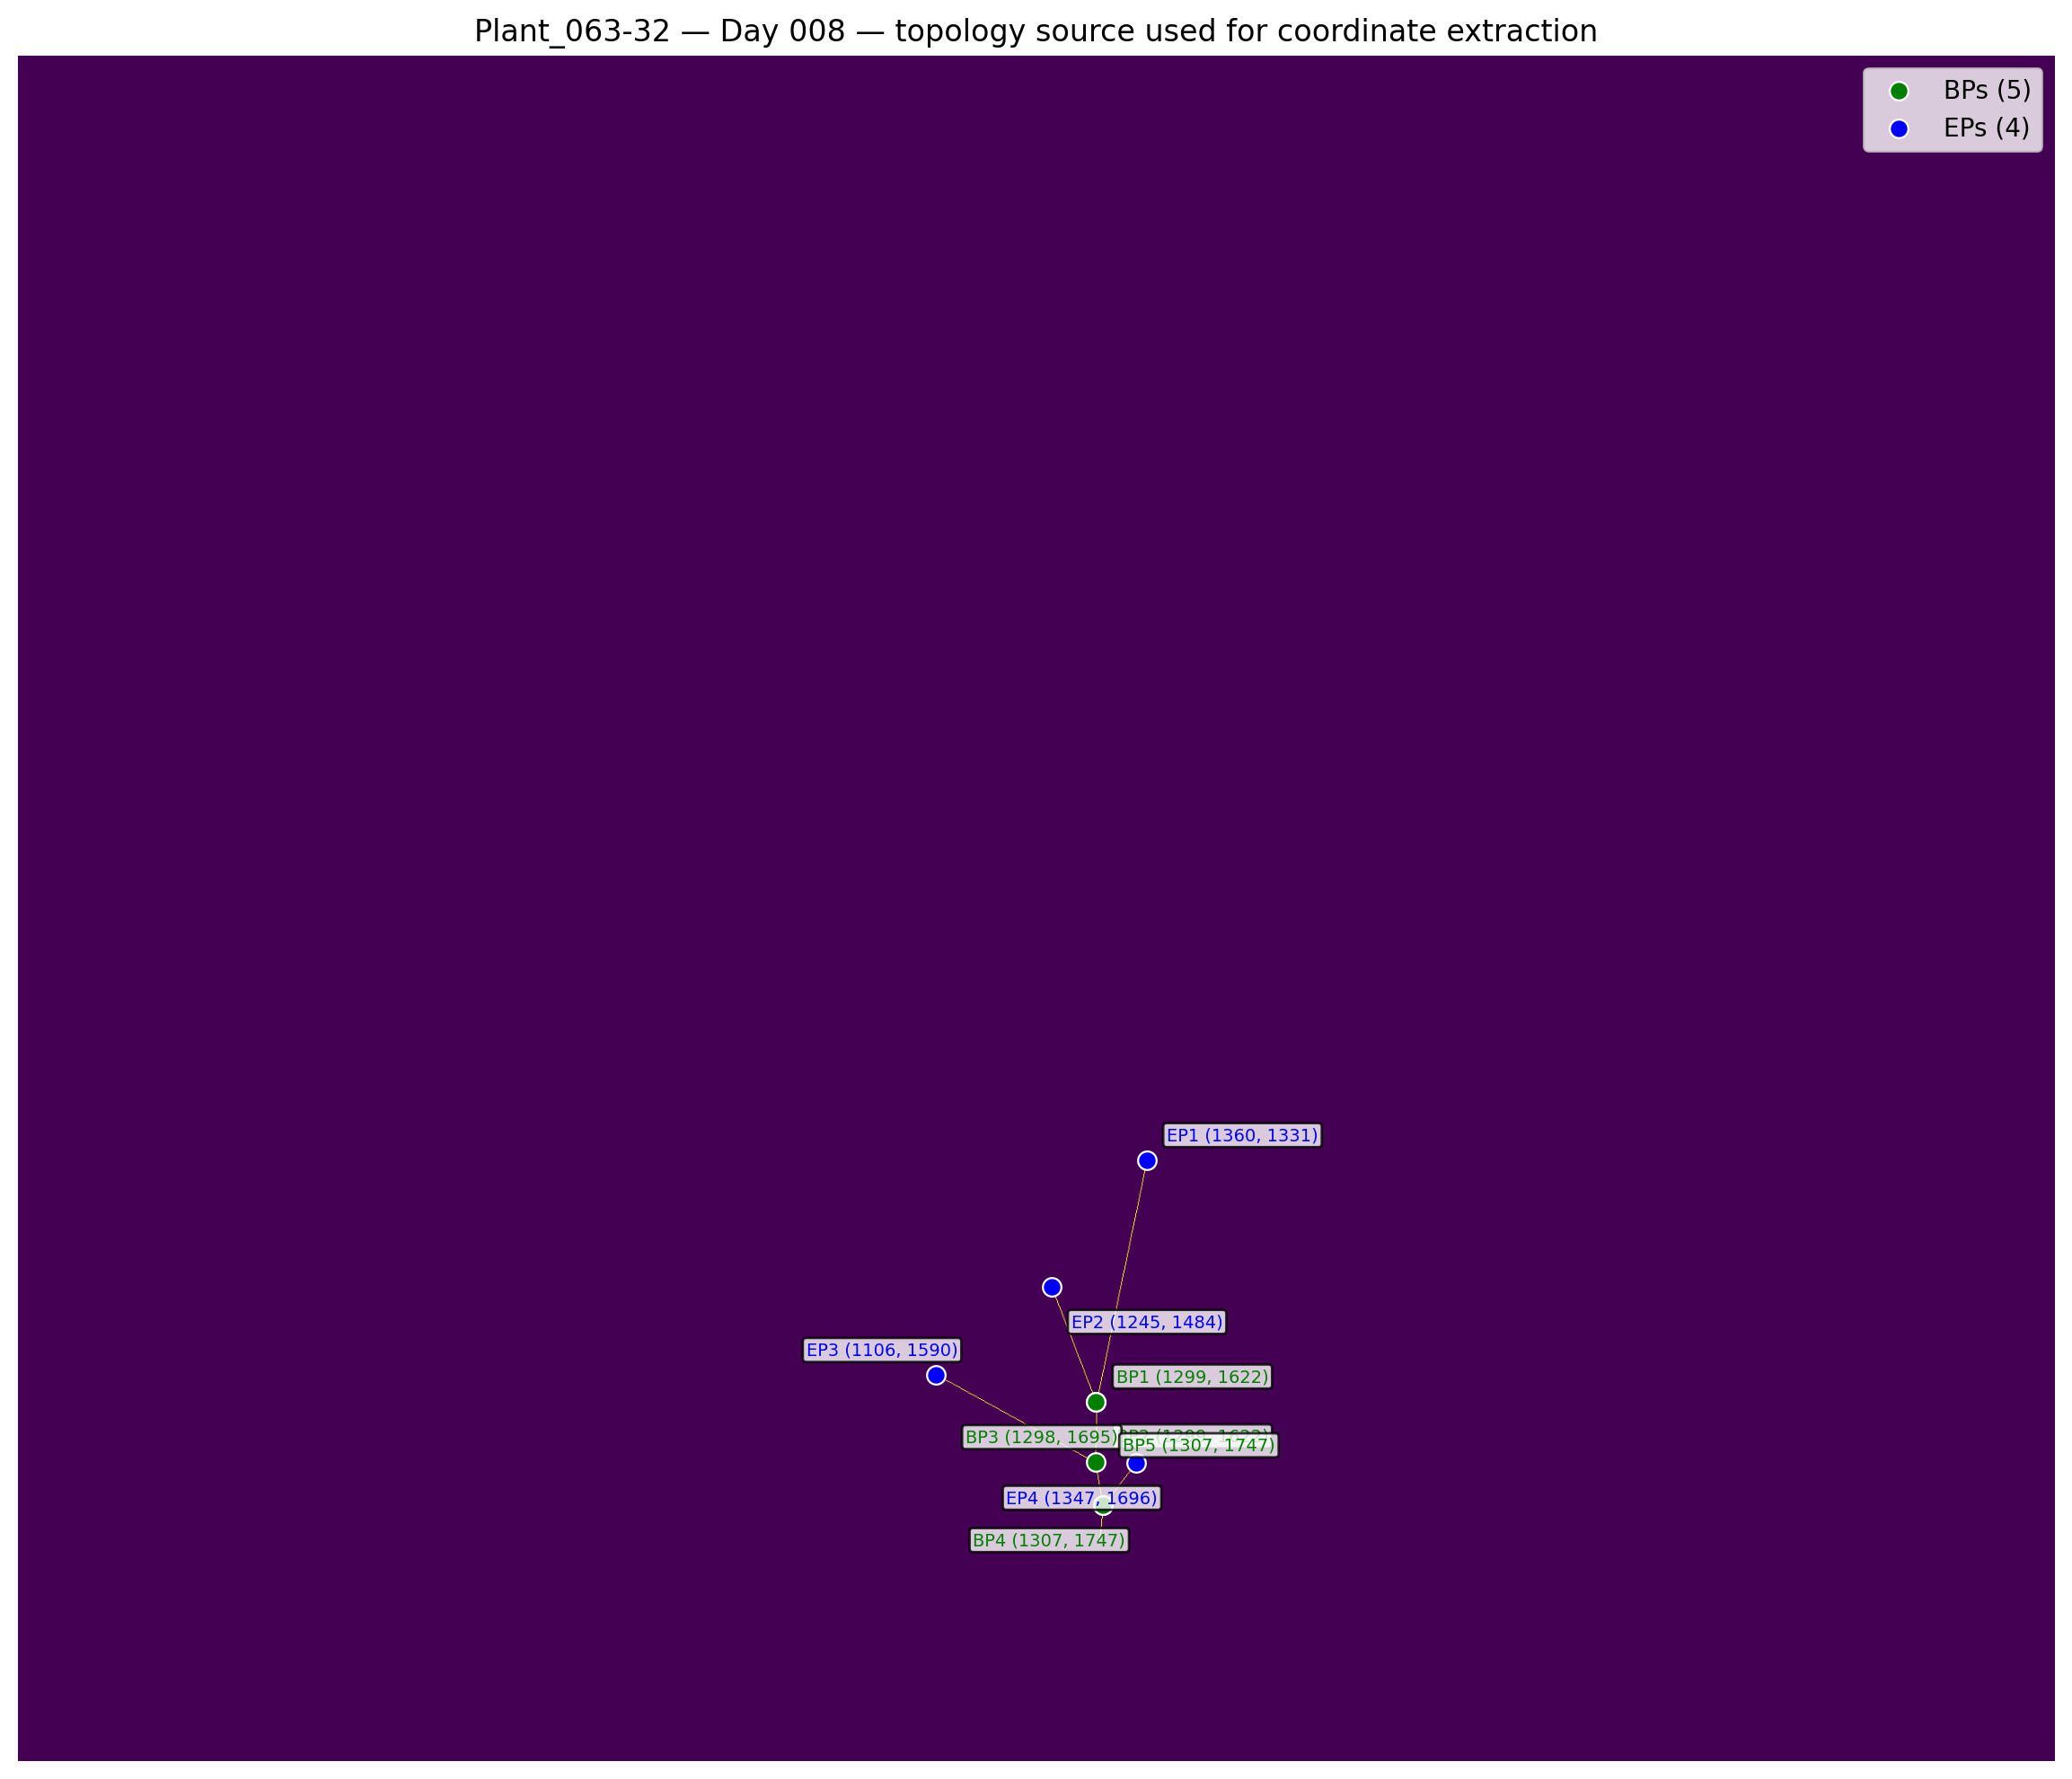 Plant_063-32 — Day 008 — topology source used for coordinate extraction
BPs (5)
EPs (4)
EP1 (1360, 1331)
EP2 (1245, 1484)
EP3 (1106, 1590)
BP1 (1299, 1622)
BP3 (1298, 1695)
BP5 (1307, 1747)
EP4 (1347, 1696)
BP4 (1307, 1747)